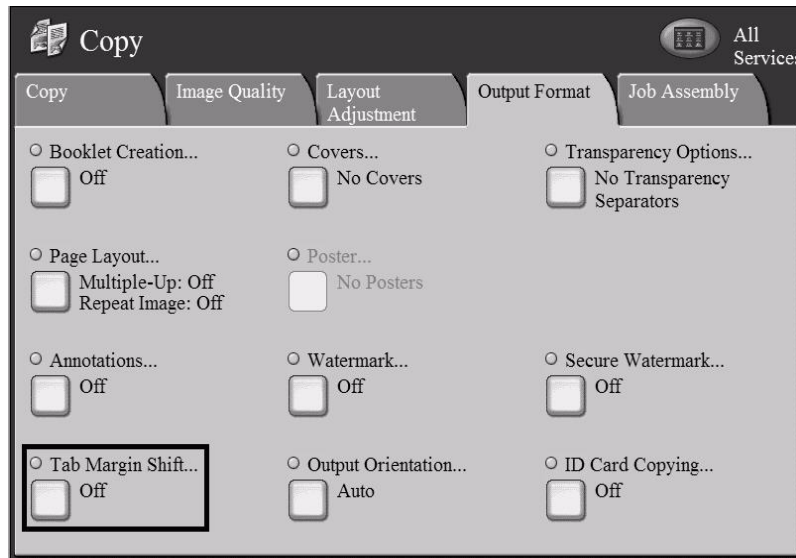 Copy
All
Services
Copy
Image Quality
Layout
Adjustment
Output Format
Job Assembly
Booklet Creation...
Off
Covers...
No Covers
Transparency Options...
No Transparency
Separators
Page Layout...
Multiple-Up: Off
Repeat Image: Off
Poster...
No Posters
Annotations...
Off
Watermark...
Off
Secure Watermark...
Off
Tab Margin Shift...
Off
Output Orientation...
Auto
ID Card Copying...
Off